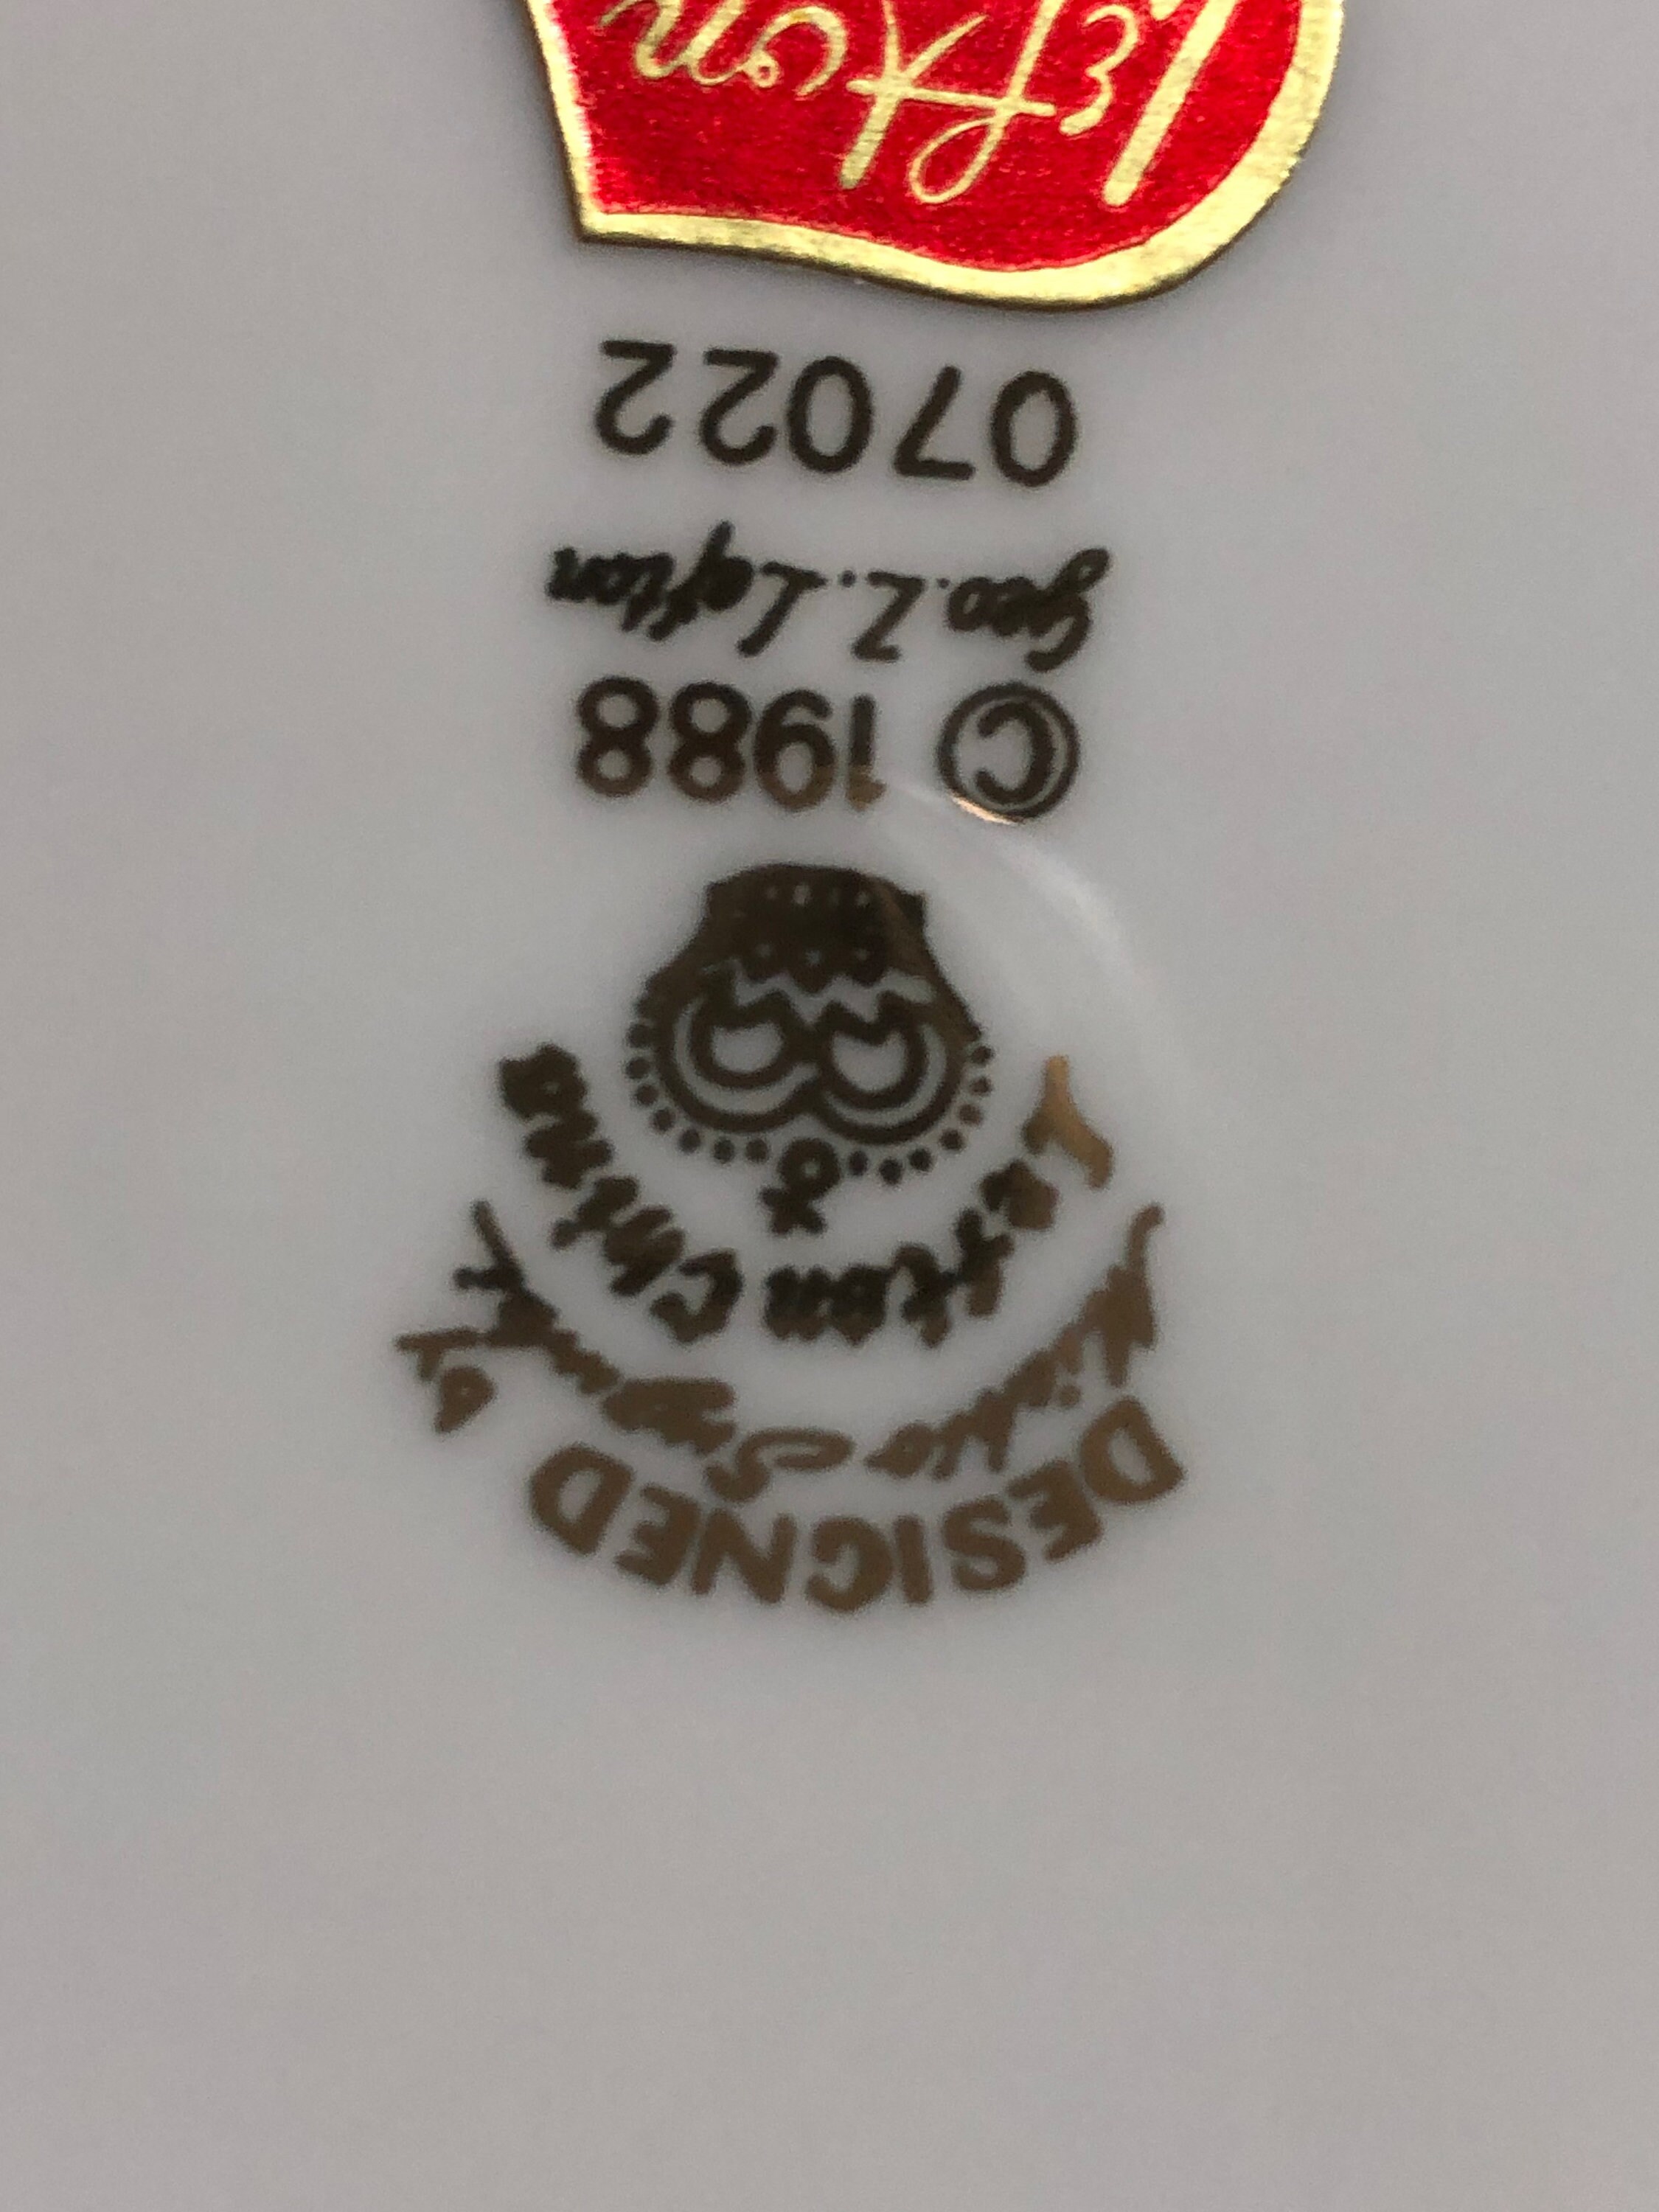 DESIGNED
Lefton China
© 1988
Geo. Z. Lefton
07022
Lefton